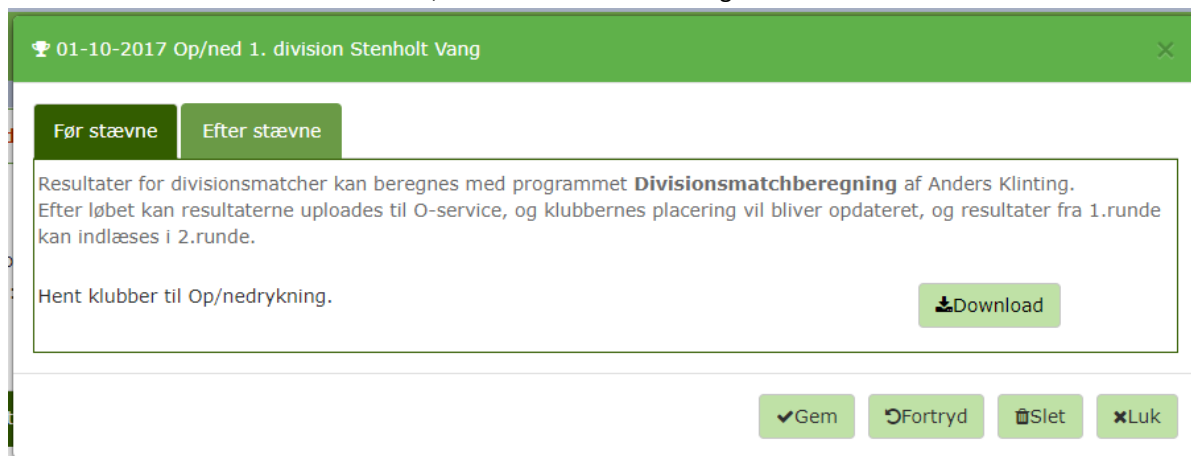 01-10-2017 Op/ned 1. division Stenholt Vang
Før stævne
Efter stævne
Resultater for divisionsmatcher kan beregnes med programmet Divisionsmatchberegning af Anders Klinting.
Efter løbet kan resultaterne uploades til O-service, og klubbernes placering vil bliver opdateret, og resultater fra 1.runde
kan indlæses i 2.runde.
Hent klubber til Op/nedrykning.
Download
Gem
Fortryd
Slet
Luk